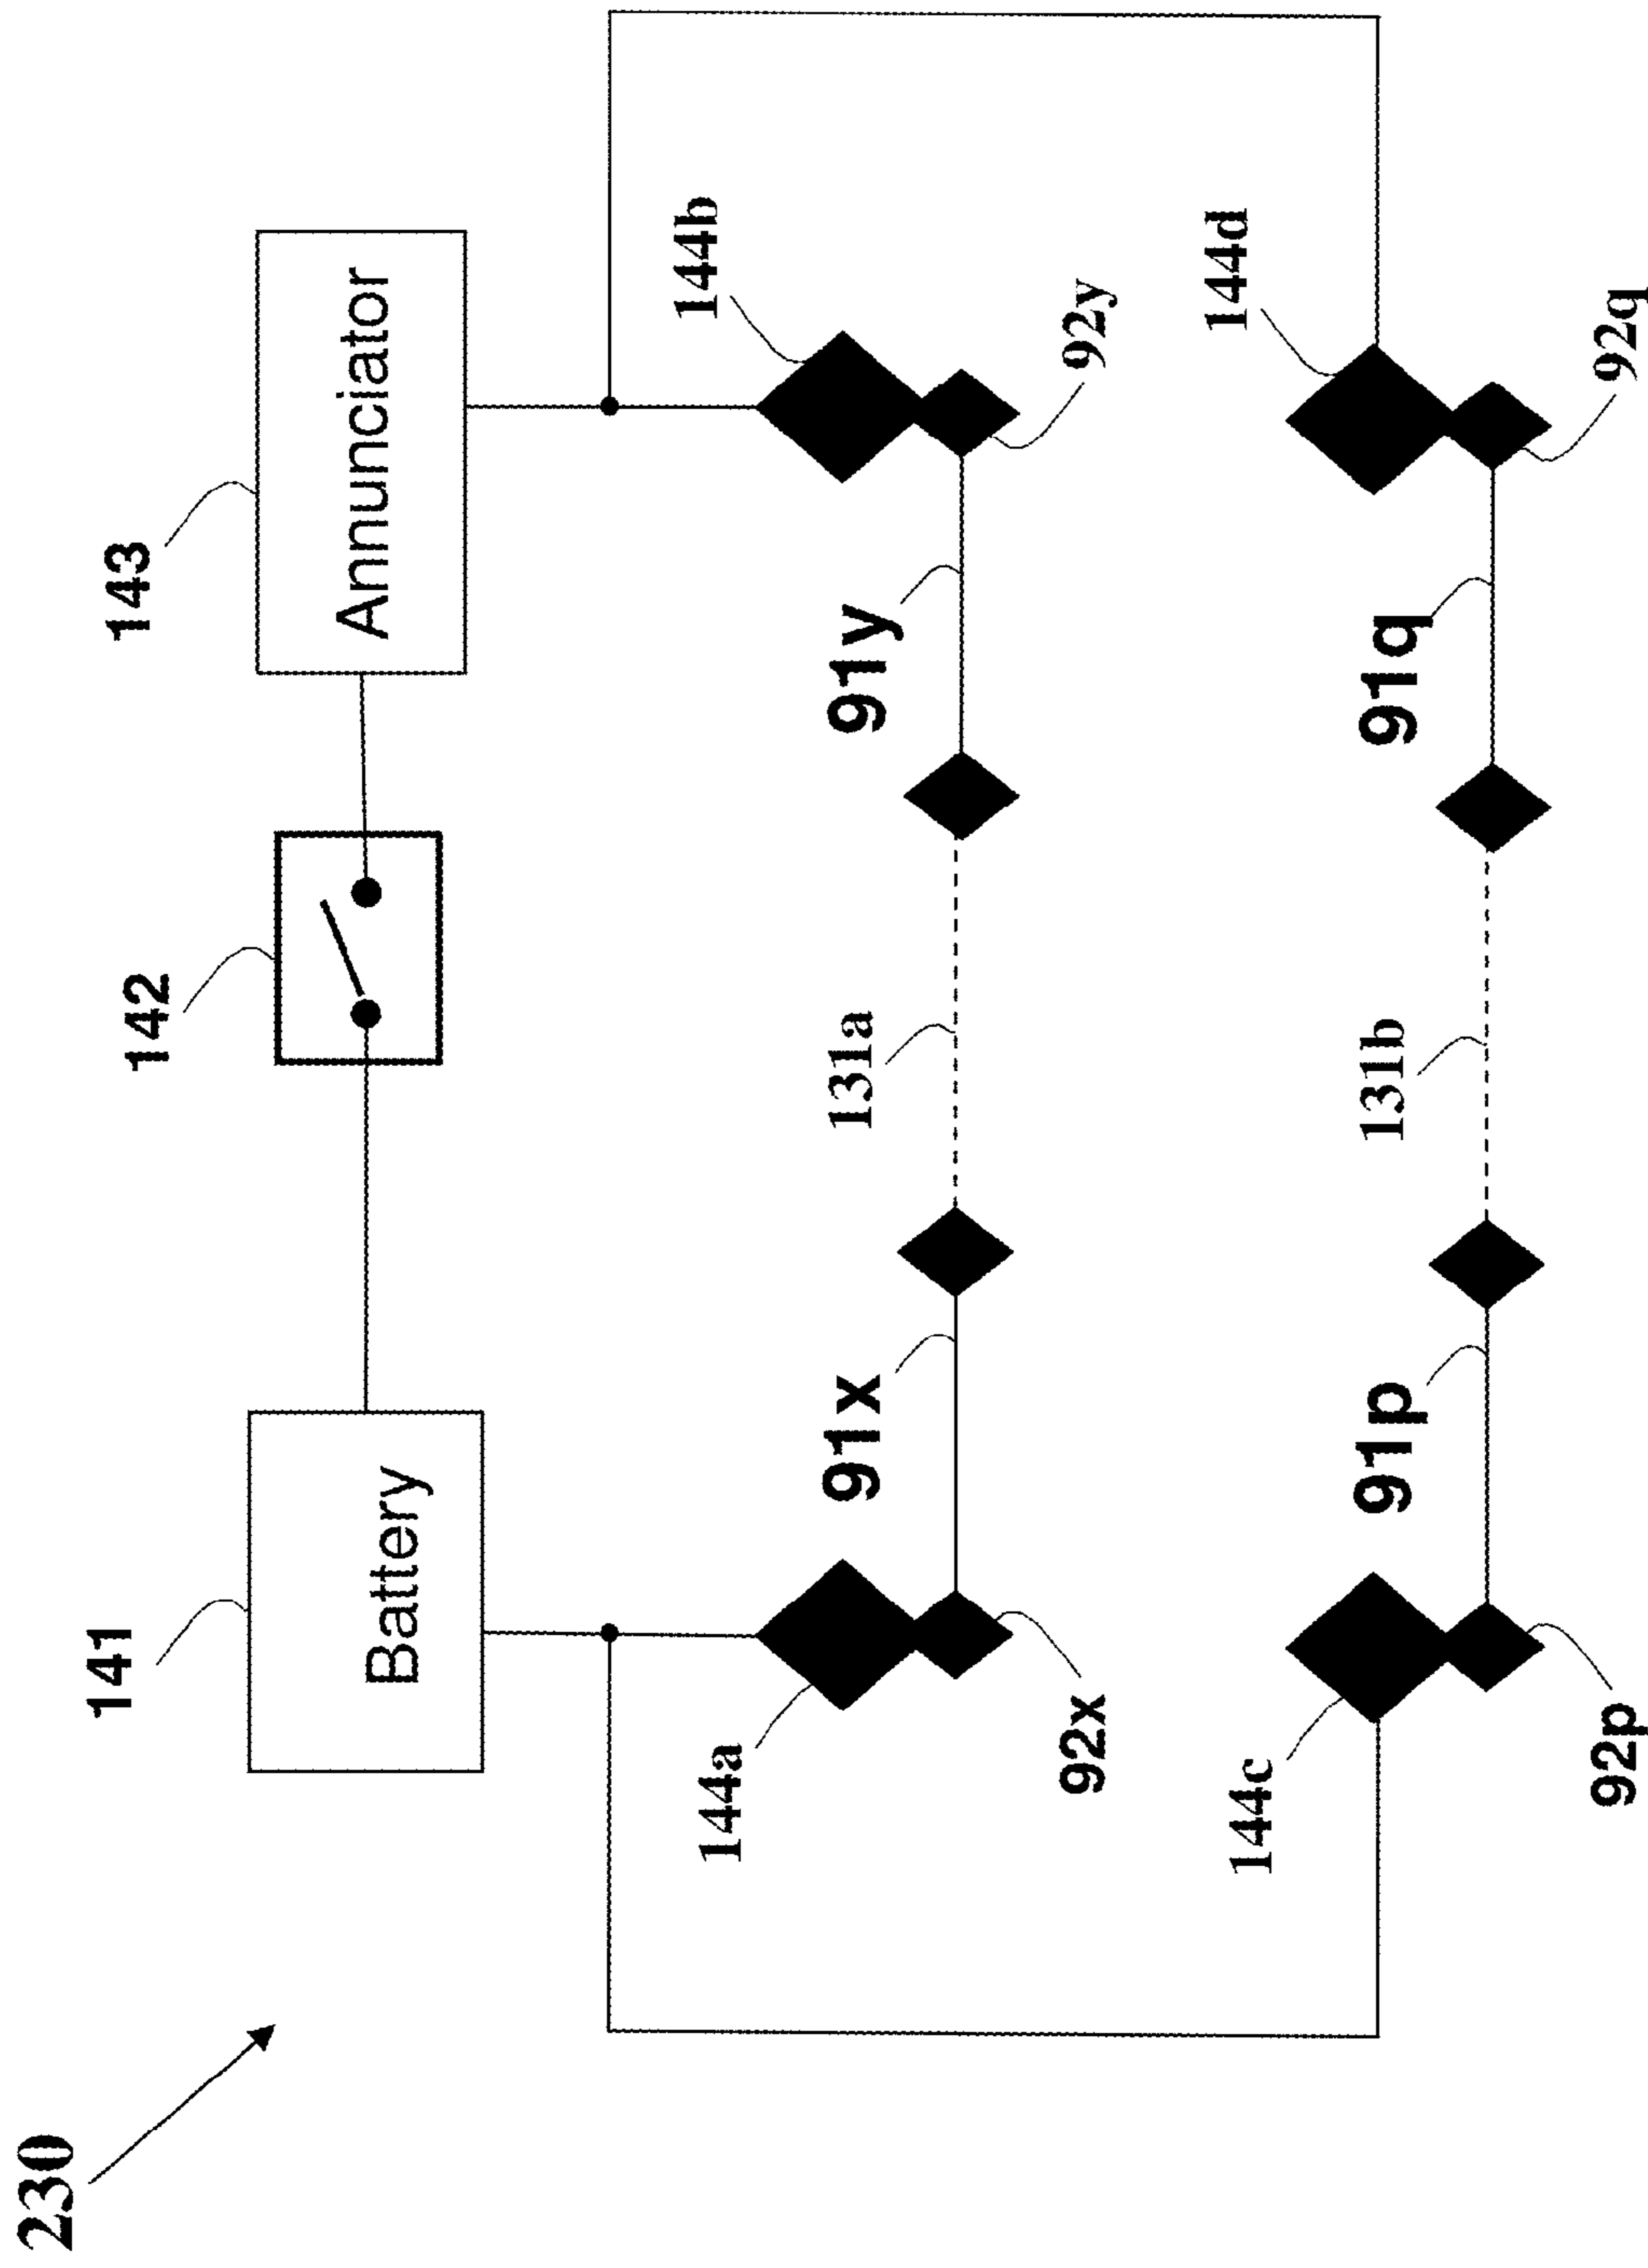 230
141
142
143
Battery
Annunciator
144a
91x
131a
91y
144b
92x
92y
144c
91p
131b
91q
144d
92p
92q